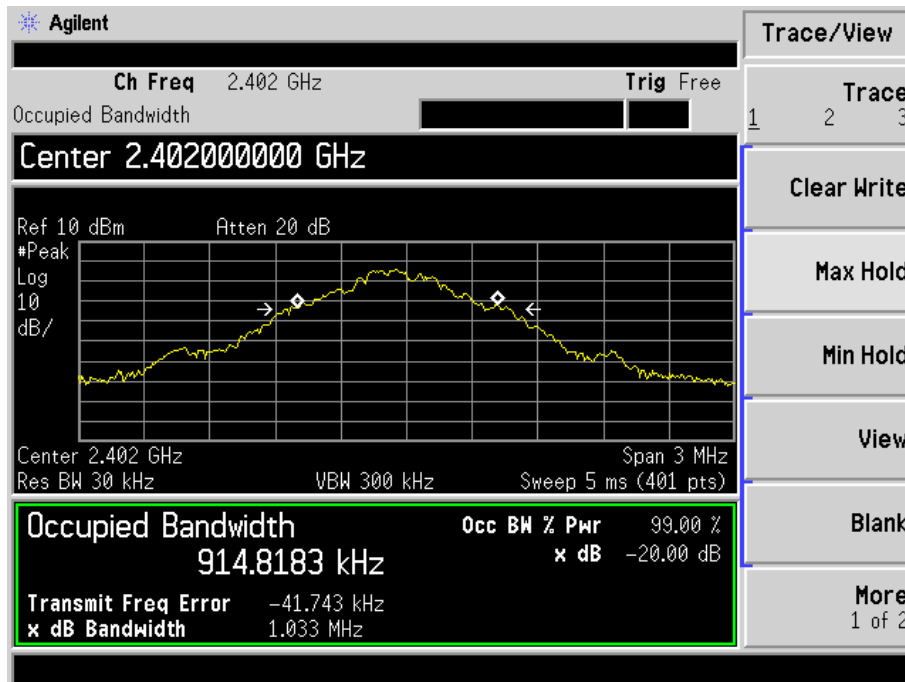 Agilent
Trace/View
Ch Freq 2.402 GHz Trig Free
Occupied Bandwidth
Trace
1 2 3
Center 2.402000000 GHz
Clear Write
Ref 10 dBm Atten 20 dB
#Peak
Log
10
dB/
Max Hold
Min Hold
View
Center 2.402 GHz Span 3 MHz
Res BW 30 kHz VBW 300 kHz Sweep 5 ms (401 pts)
Occupied Bandwidth
914.8183 kHz
Occ BW % Pwr 99.00 %
x dB -20.00 dB
Transmit Freq Error -41.743 kHz
x dB Bandwidth 1.033 MHz
Blank
More
1 of 2